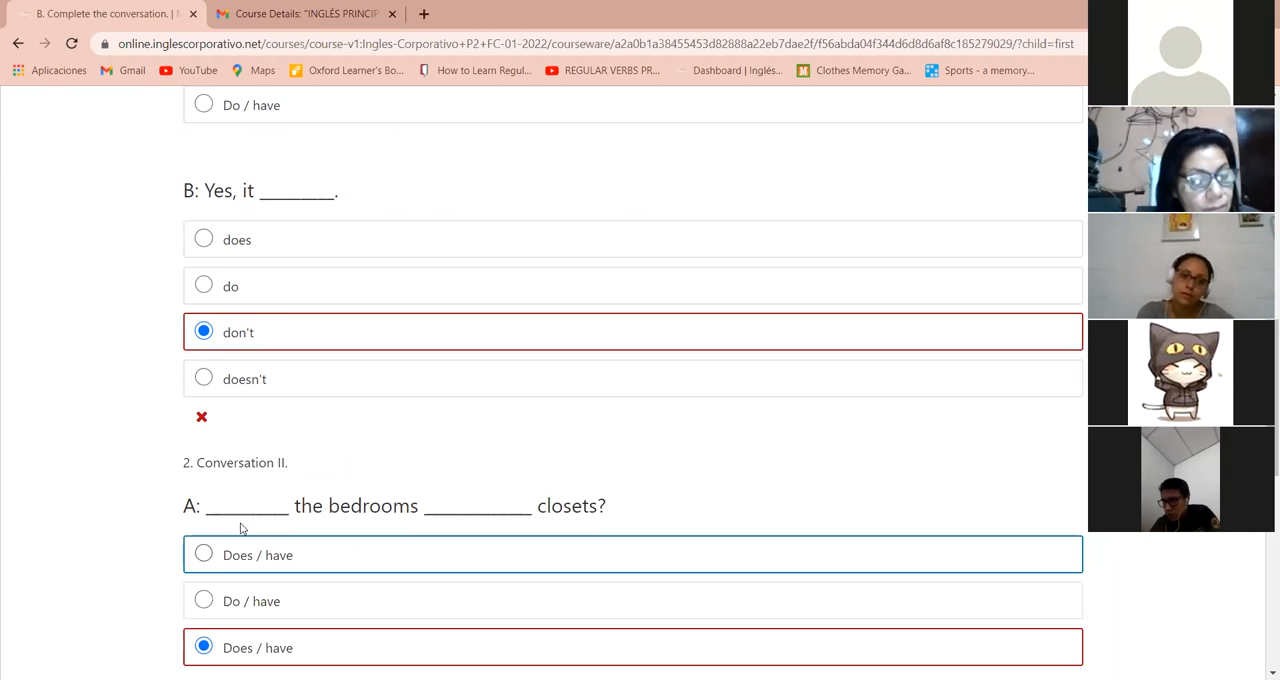 B. Complete the conversation. |
Course Details: "INGLÉS PRINCIP
online.inglescorporativo.net/courses/course-v1:Ingles-Corporativo+P2+FC-01-2022/courseware/a2a0b1a38455453d82888a22eb7dae2f/f56abda04f344d6d8d6af8c185279029/?child=first
Aplicaciones
Gmail
YouTube
Maps
Oxford Learner's Bo...
How to Learn Regul...
REGULAR VERBS PR...
Dashboard | Inglés...
Clothes Memory Ga...
Sports - a memory...
Do / have
B: Yes, it ________.
does
do
don't
doesn't
2. Conversation II.
A: ________ the bedrooms __________ closets?
Does / have
Do / have
Does / have